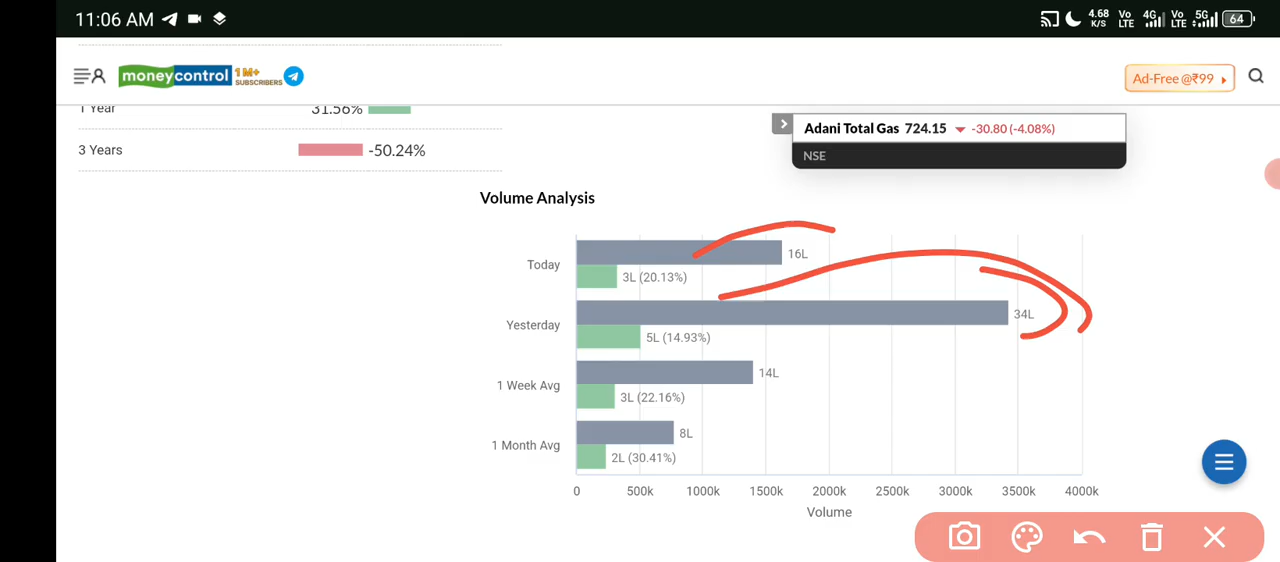 11:06 AM 4.68 K/S Vo LTE 4G Vo LTE 5G 64
moneycontrol 1M+ SUBSCRIBERS Ad-Free @₹99
1 Year 31.56%
Adani Total Gas 724.15 -30.80 (-4.08%)
3 Years -50.24%
NSE
Volume Analysis
Today 16L
3L (20.13%)
Yesterday 34L
5L (14.93%)
1 Week Avg 14L
3L (22.16%)
1 Month Avg 8L
2L (30.41%)
0 500k 1000k 1500k 2000k 2500k 3000k 3500k 4000k
Volume